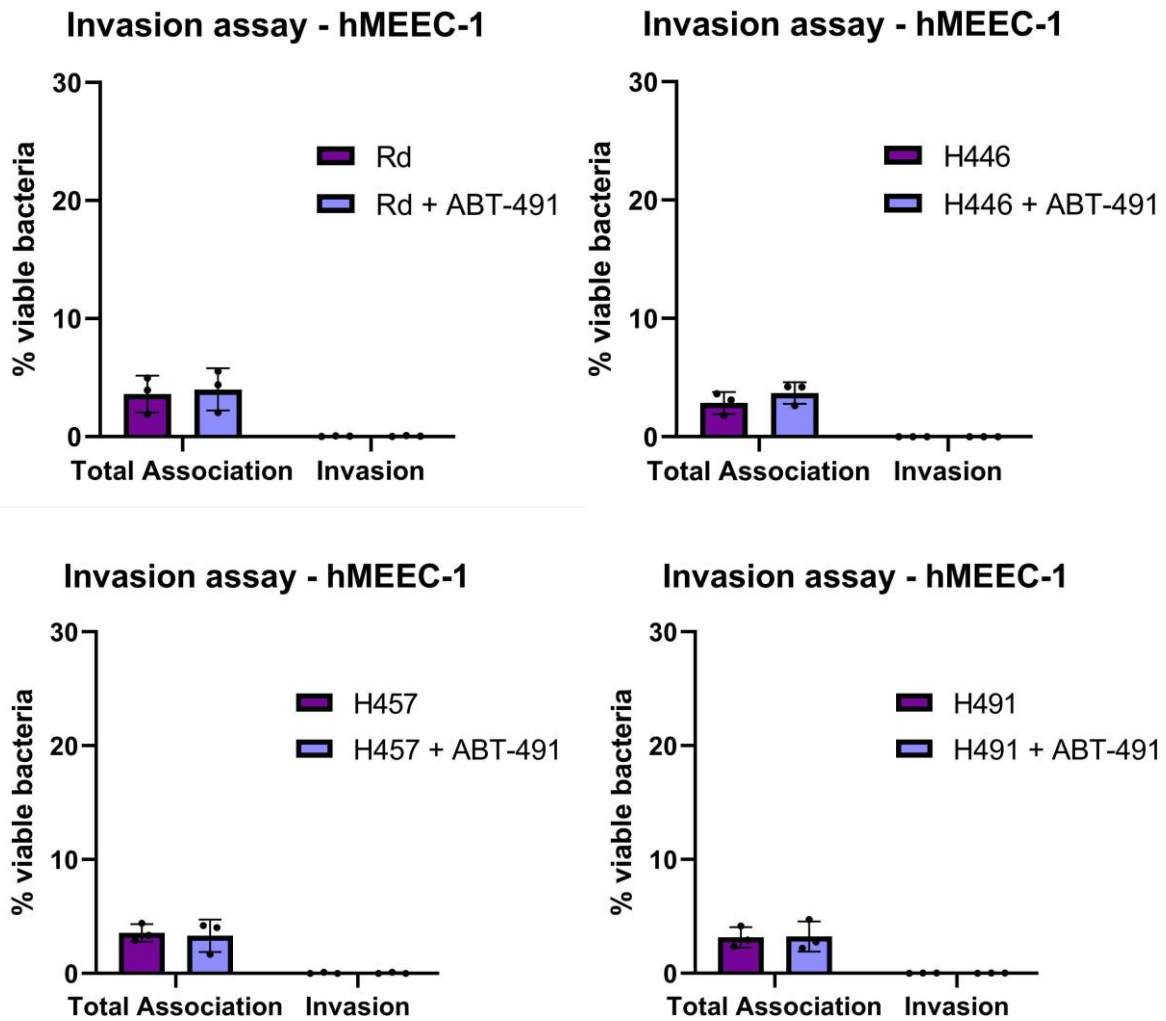 Invasion assay - hMEEC-1
30
20
10
0
% viable bacteria
Rd
Rd + ABT-491
Total Association
Invasion
Invasion assay - hMEEC-1
30
20
10
0
% viable bacteria
H446
H446 + ABT-491
Total Association
Invasion
Invasion assay - hMEEC-1
30
20
10
0
% viable bacteria
H457
H457 + ABT-491
Total Association
Invasion
Invasion assay - hMEEC-1
30
20
10
0
% viable bacteria
H491
H491 + ABT-491
Total Association
Invasion